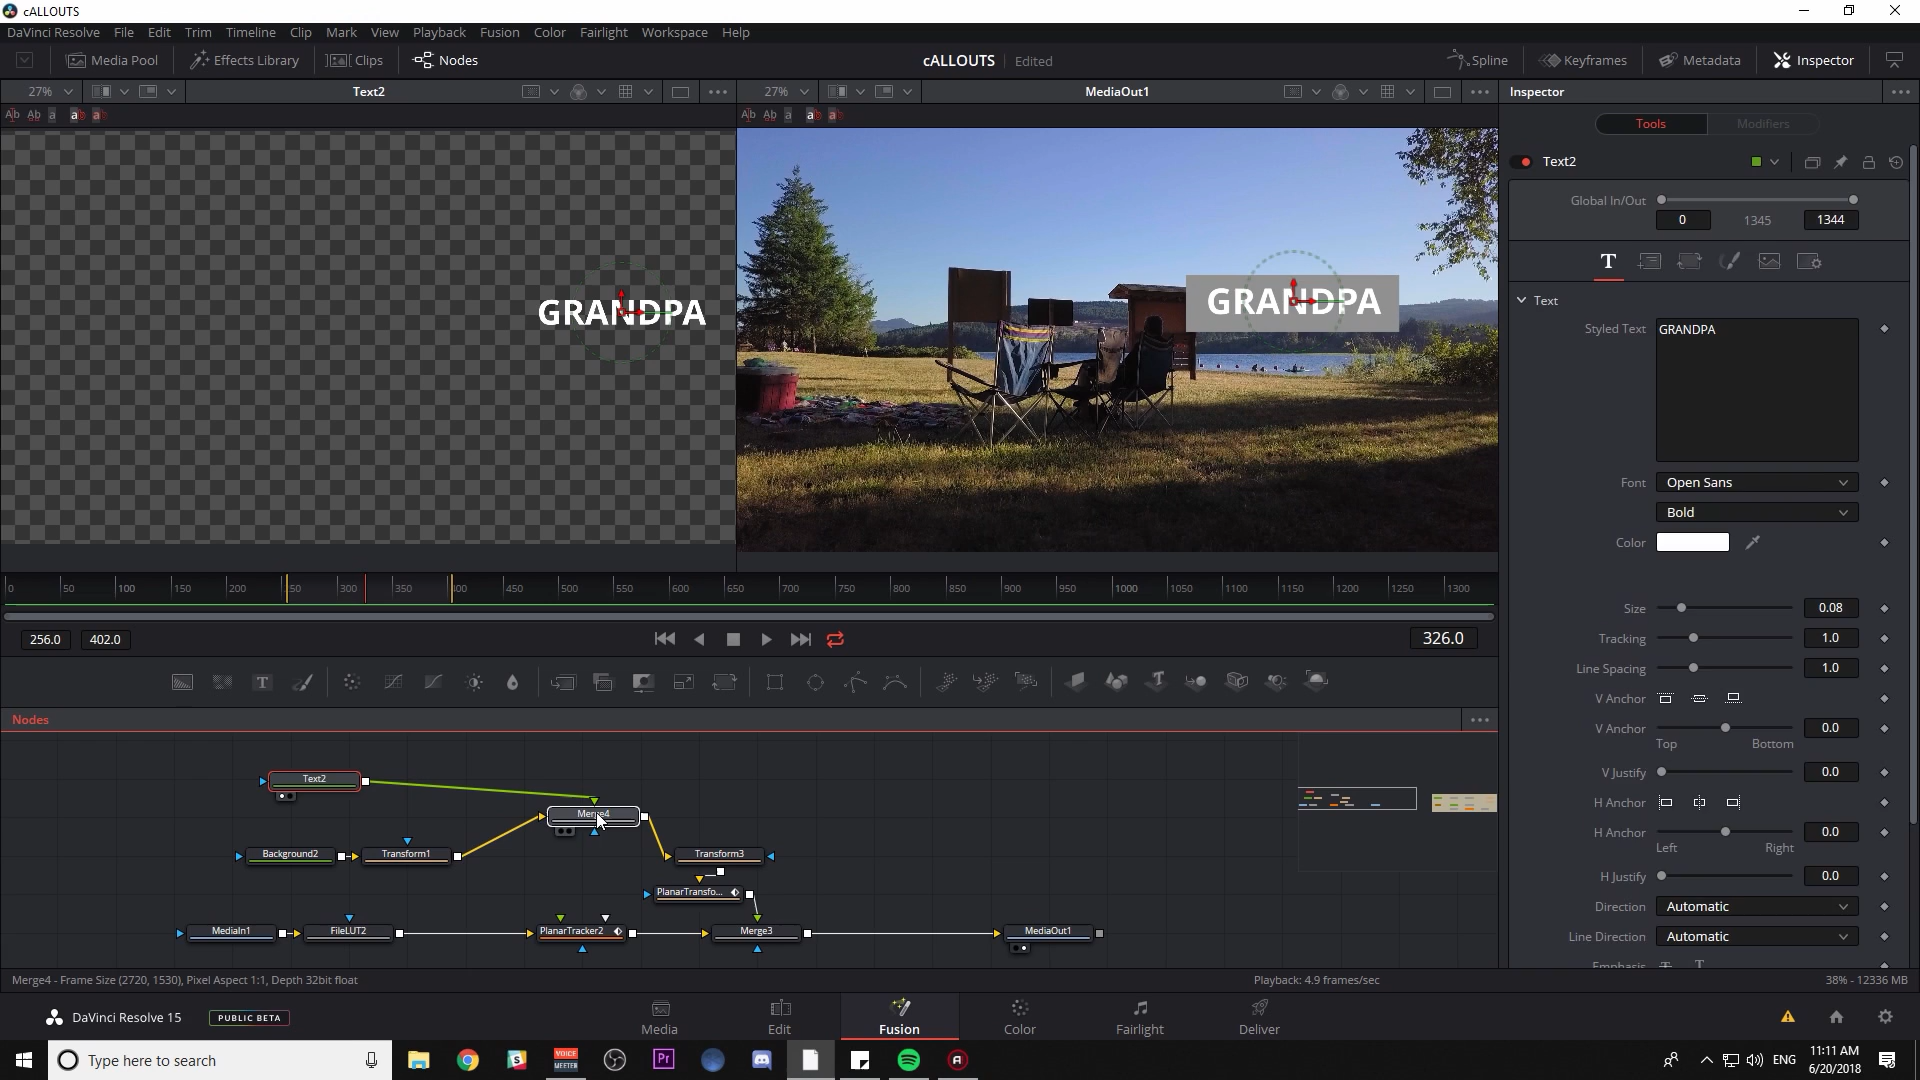 cALLOUTS
DaVinci Resolve File Edit Trim Timeline Clip Mark View Playback Fusion Color Fairlight Workspace Help
Media Pool Effects Library Clips Nodes cALLOUTS Edited Spline Keyframes Metadata Inspector
27% Text2 27% MediaOut1 Inspector
Tools Modifiers
Text2
Global In/Out
0 1345 1344
T
Text
Styled Text GRANDPA
GRANDPA
GRANDPA
Font Open Sans
Bold
Color
0 50 100 150 200 250 300 350 400 450 500 550 600 650 700 750 800 850 900 950 1000 1050 1100 1150 1200 1250 1300
Size 0.08
256.0 402.0 326.0
Tracking 1.0
Line Spacing 1.0
V Anchor
V Anchor 0.0
Top Bottom
V Justify 0.0
H Anchor
H Anchor 0.0
Left Right
H Justify 0.0
Direction Automatic
Line Direction Automatic
Emphasis
Nodes
Text2
Merge4
Background2 Transform1 Transform3
PlanarTransfo...
MediaIn1 FileLUT2 PlanarTracker2 Merge3 MediaOut1
Merge4 - Frame Size (2720, 1530), Pixel Aspect 1:1, Depth 32bit float Playback: 4.9 frames/sec 38% - 12336 MB
DaVinci Resolve 15 PUBLIC BETA
Media Edit Fusion Color Fairlight Deliver
Type here to search
VOICE
MEETER
Pr
ENG
11:11 AM
6/20/2018